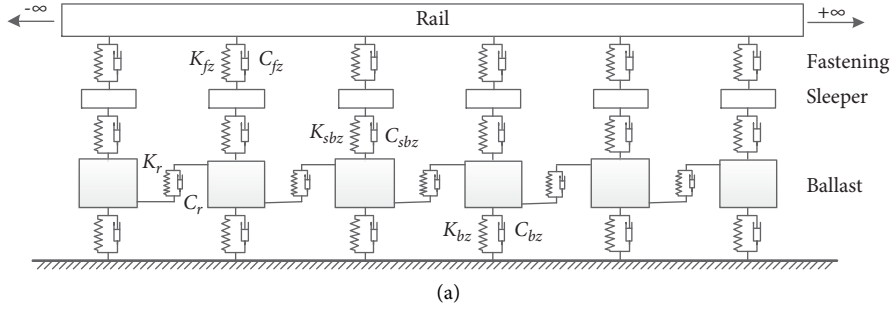 -∞ Rail +∞
K_fz C_fz Fastening
Sleeper
K_sbz C_sbz
K_r
Ballast
C_r
K_bz C_bz
(a)